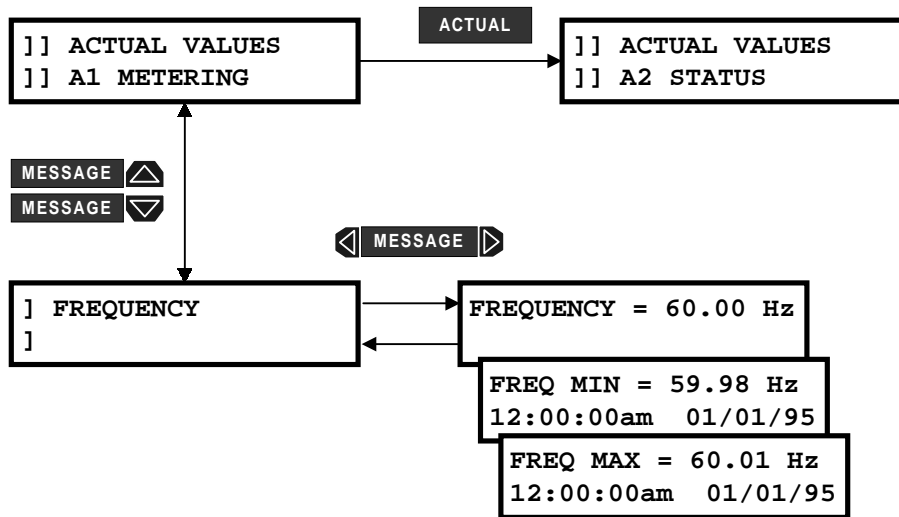 ACTUAL
]] ACTUAL VALUES
]] A1 METERING
]] ACTUAL VALUES
]] A2 STATUS
MESSAGE
MESSAGE
MESSAGE
] FREQUENCY
]
FREQUENCY = 60.00 Hz
FREQ MIN = 59.98 Hz
12:00:00am 01/01/95
FREQ MAX = 60.01 Hz
12:00:00am 01/01/95